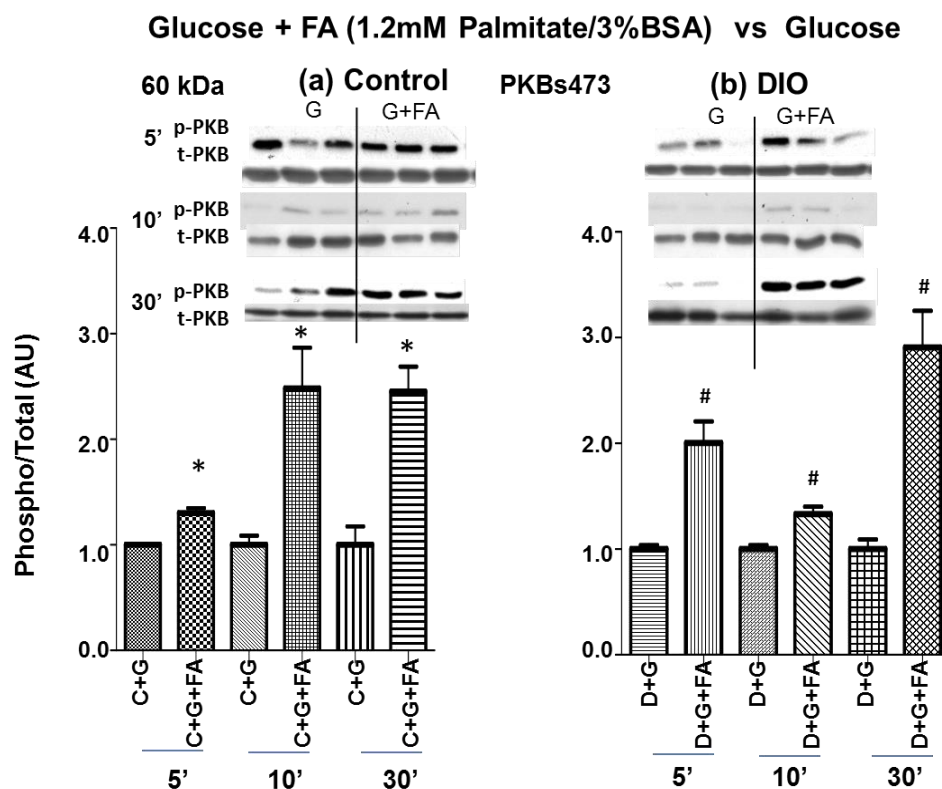 Glucose + FA (1.2mM Palmitate/3%BSA) vs Glucose
60 kDa (a) Control PKBs473 (b) DIO
G G+FA G G+FA
5’ p-PKB
t-PKB
10’ p-PKB
t-PKB
30’ p-PKB
t-PKB
Phospho/Total (AU)
4.0
3.0
2.0
1.0
0.0
* * *
C+G C+G+FA C+G C+G+FA C+G C+G+FA
5’ 10’ 30’
4.0
3.0
2.0
1.0
0.0
# # #
D+G D+G+FA D+G D+G+FA D+G D+G+FA
5’ 10’ 30’